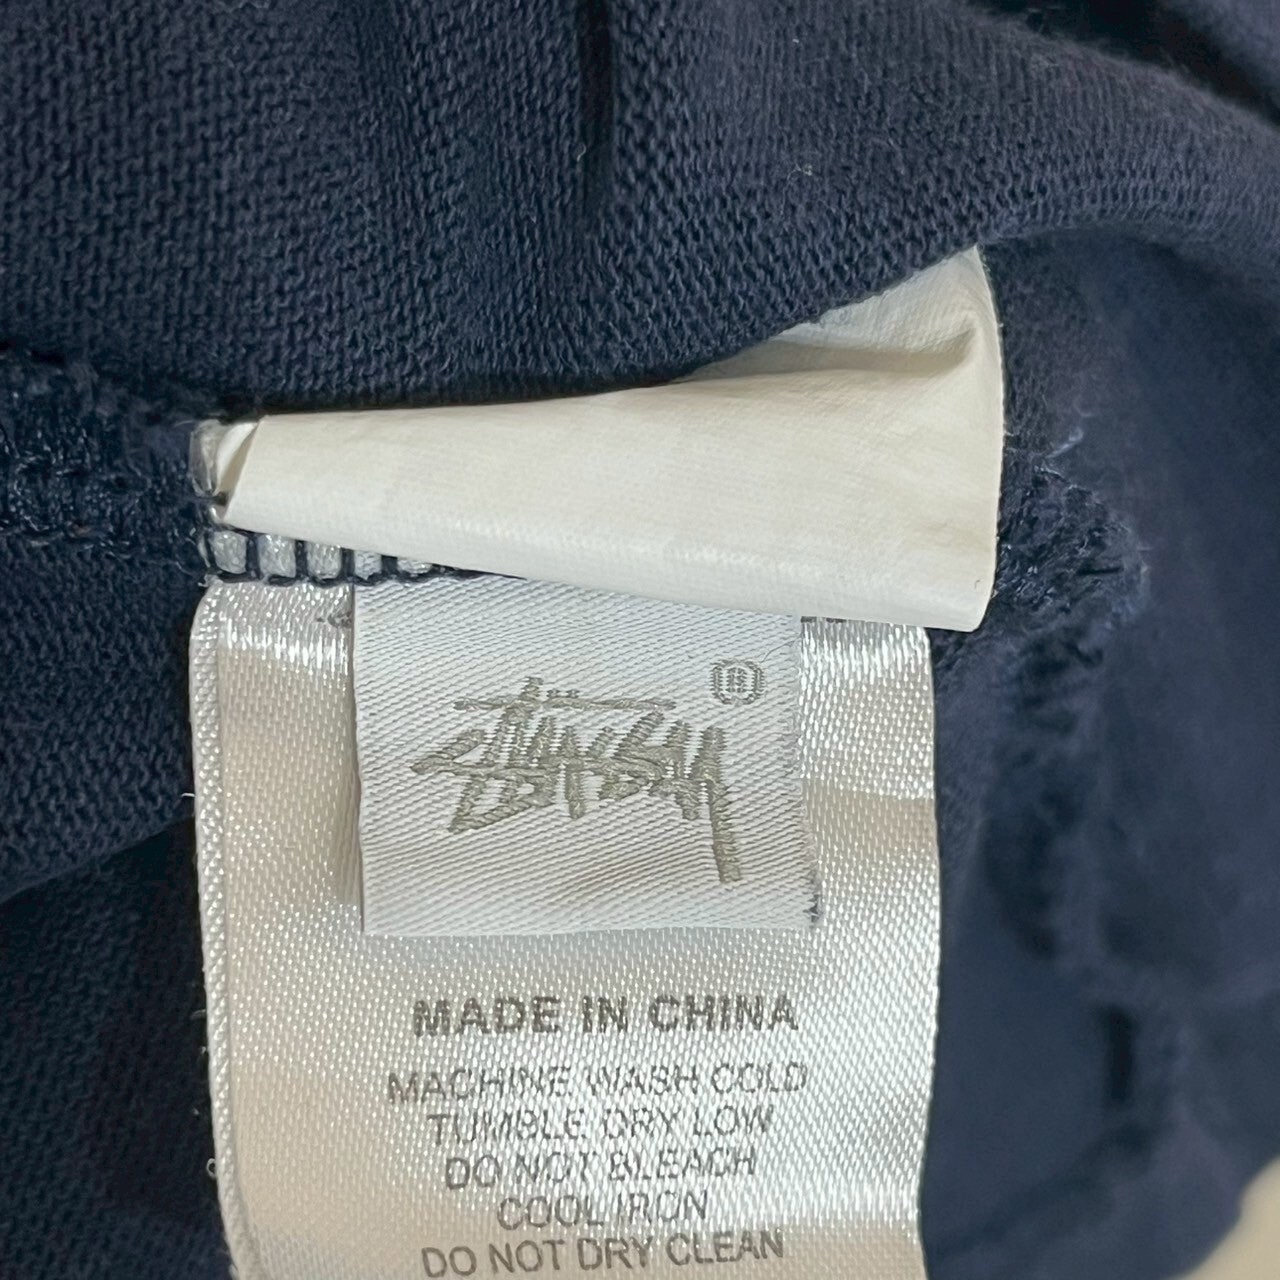 Stüssy ®
MADE IN CHINA
MACHINE WASH COLD
TUMBLE DRY LOW
DO NOT BLEACH
COOL IRON
DO NOT DRY CLEAN